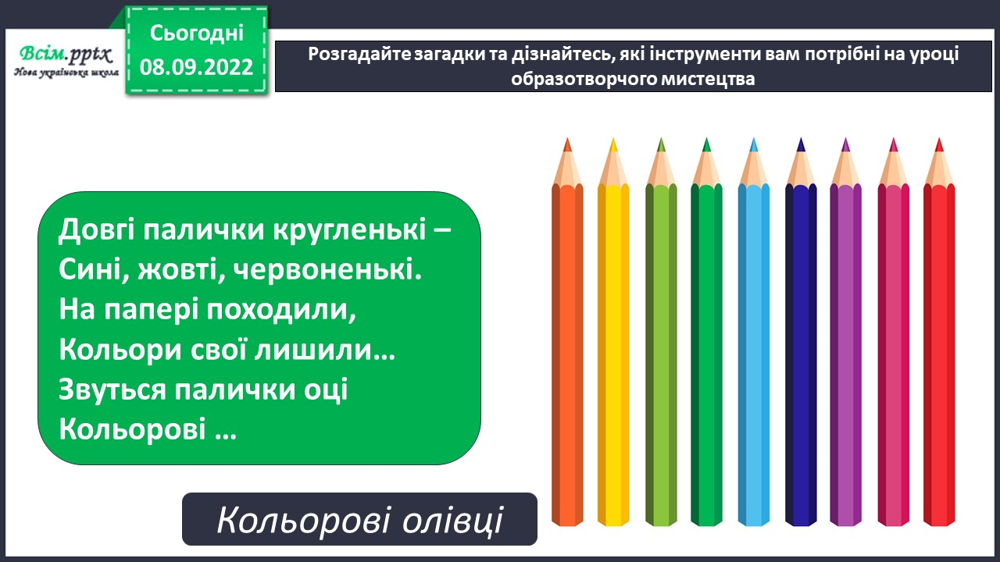 Всім.pptx
Нова українська школа
Сьогодні
08.09.2022
Розгадайте загадки та дізнайтесь, які інструменти вам потрібні на уроці
образотворчого мистецтва
Довгі палички кругленькі –
Сині, жовті, червоненькі.
На папері походили,
Кольори свої лишили…
Звуться палички оці
Кольорові …
Кольорові олівці